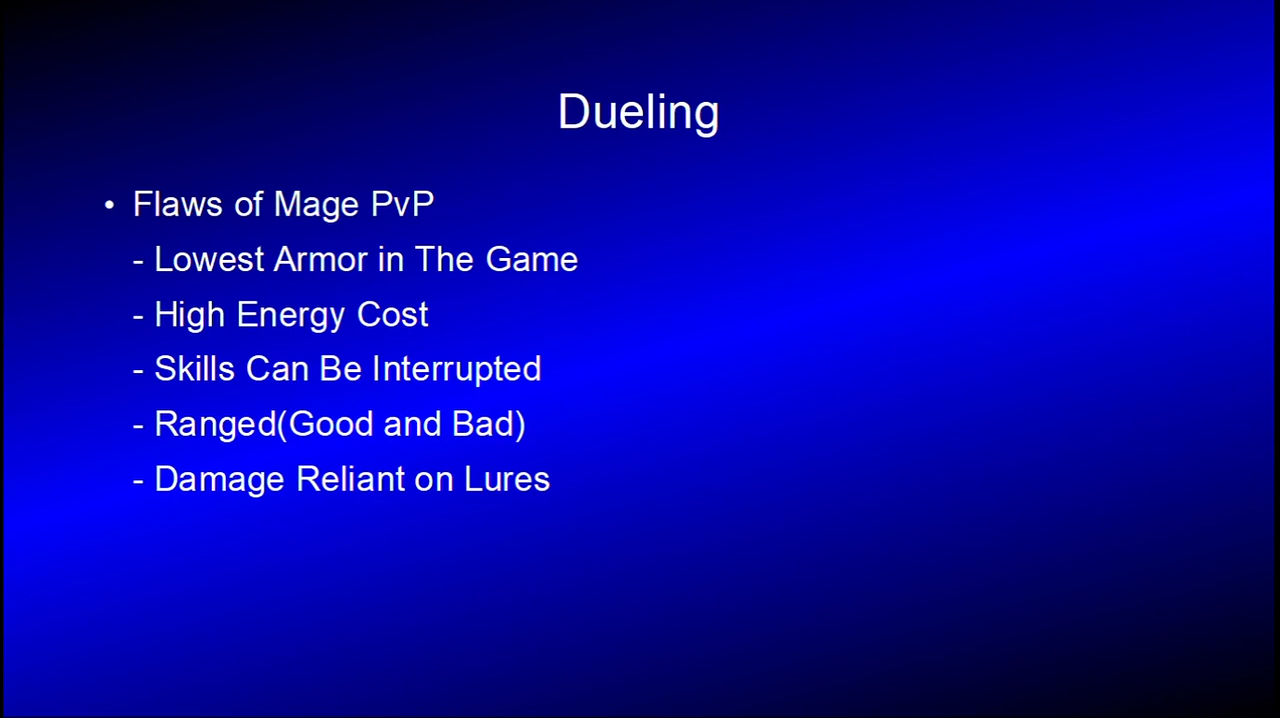 Dueling
• Flaws of Mage PvP
- Lowest Armor in The Game
- High Energy Cost
- Skills Can Be Interrupted
- Ranged(Good and Bad)
- Damage Reliant on Lures